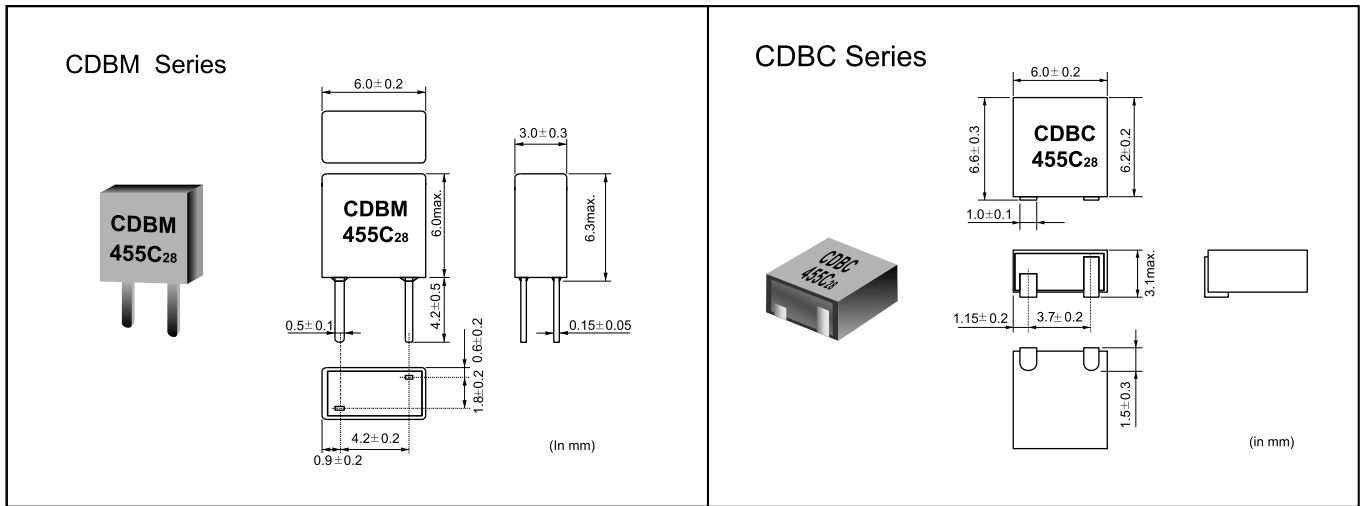 CDBM Series
6.0±0.2
3.0±0.3
CDBM
455C28
CDBM
455C28
6.0max.
6.3max.
4.2±0.5
0.5±0.1
0.15±0.05
0.6±0.2
1.8±0.2
4.2±0.2
0.9±0.2
(In mm)
CDBC Series
6.0±0.2
6.6±0.3
CDBC
455C28
6.2±0.2
1.0±0.1
CDBC
455C28
3.1max.
1.15±0.2
3.7±0.2
1.5±0.3
(in mm)